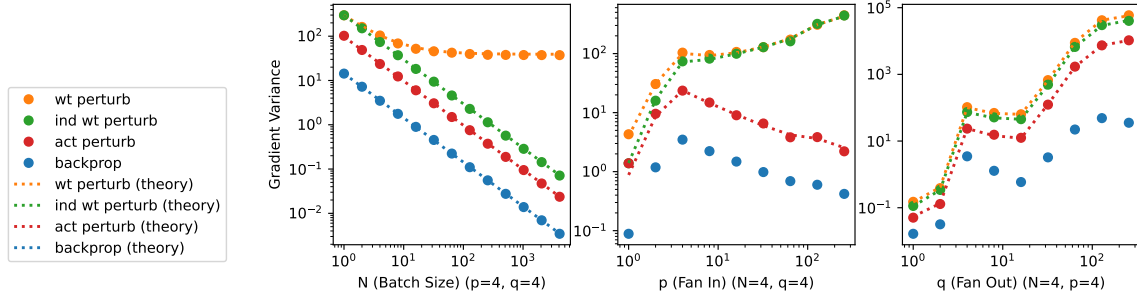 wt perturb
ind wt perturb
act perturb
backprop
wt perturb (theory)
ind wt perturb (theory)
act perturb (theory)
backprop (theory)
Gradient Variance
10^2
10^1
10^0
10^-1
10^-2
10^0 10^1 10^2 10^3
N (Batch Size) (p=4, q=4)
10^2
10^1
10^0
10^-1
10^0 10^1 10^2
p (Fan In) (N=4, q=4)
10^5
10^3
10^1
10^-1
10^0 10^1 10^2
q (Fan Out) (N=4, p=4)